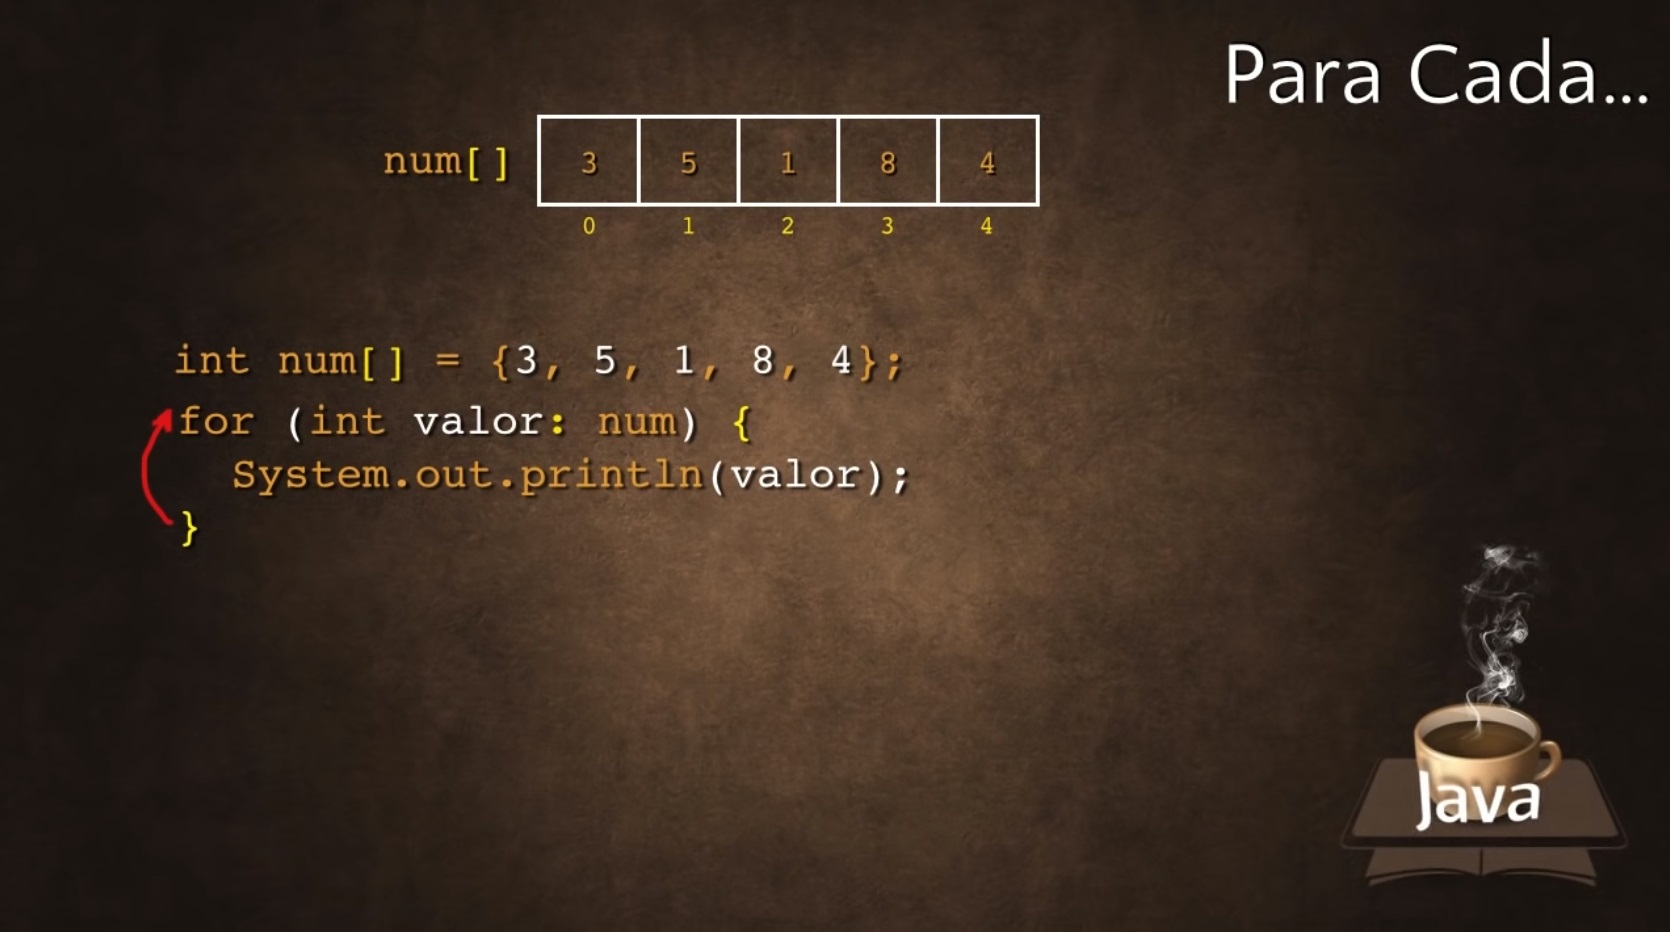 Para Cada...
num[ ] 3 5 1 8 4
0 1 2 3 4
int num[ ] = {3, 5, 1, 8, 4};
for (int valor: num) {
System.out.println(valor);
}
Java